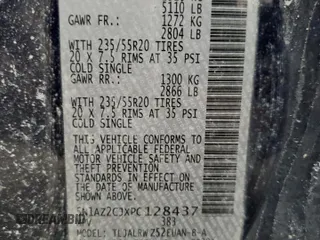 5110 LB
GAWR FR.: 1272 KG
2804 LB
WITH 235/55R20 TIRES
20 X 7.5 RIMS AT 35 PSI
COLD SINGLE
GAWR RR.: 1300 KG
2866 LB
WITH 235/55R20 TIRES
20 X 7.5 RIMS AT 35 PSI
COLD SINGLE
THIS VEHICLE CONFORMS TO
ALL APPLICABLE FEDERAL
MOTOR VEHICLE SAFETY
AND THEFT PREVENTION
STANDARDS IN EFFECT
ON THE DATE OF
MANUFACTURE
SHOWN ABOVE.